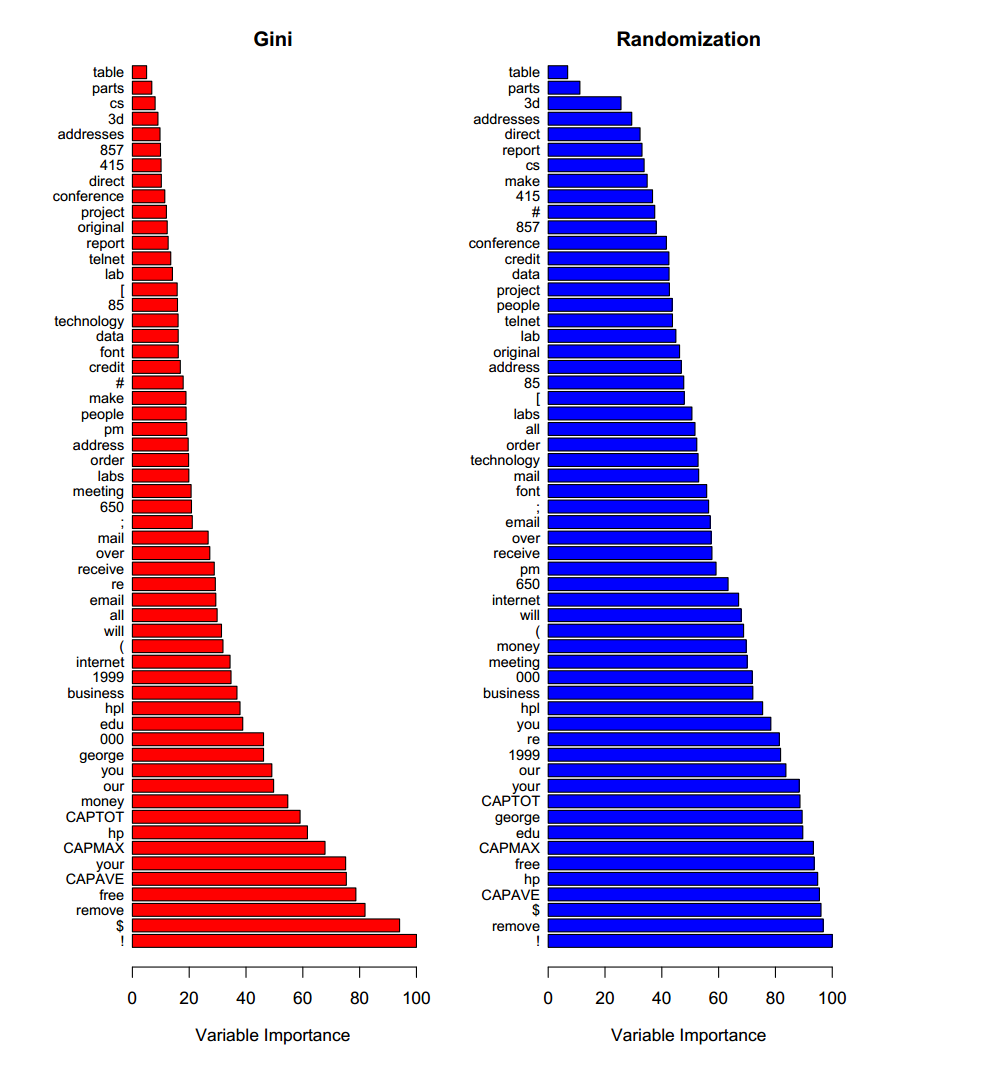 Gini
table
parts
cs
3d
addresses
857
415
direct
conference
project
original
report
telnet
lab
[
85
technology
data
font
credit
#
make
people
pm
address
order
labs
meeting
650
;
mail
over
receive
re
email
all
will
(
internet
1999
business
hpl
edu
000
george
you
our
money
CAPTOT
hp
CAPMAX
your
CAPAVE
free
remove
$
!
0 20 40 60 80 100
Variable Importance
Randomization
table
parts
3d
addresses
direct
report
cs
make
415
#
857
conference
credit
data
project
people
telnet
lab
original
address
85
[
labs
all
order
technology
mail
font
;
email
over
receive
pm
650
internet
will
(
money
meeting
000
business
hpl
you
re
1999
our
your
CAPTOT
george
edu
CAPMAX
free
hp
CAPAVE
$
remove
!
0 20 40 60 80 100
Variable Importance